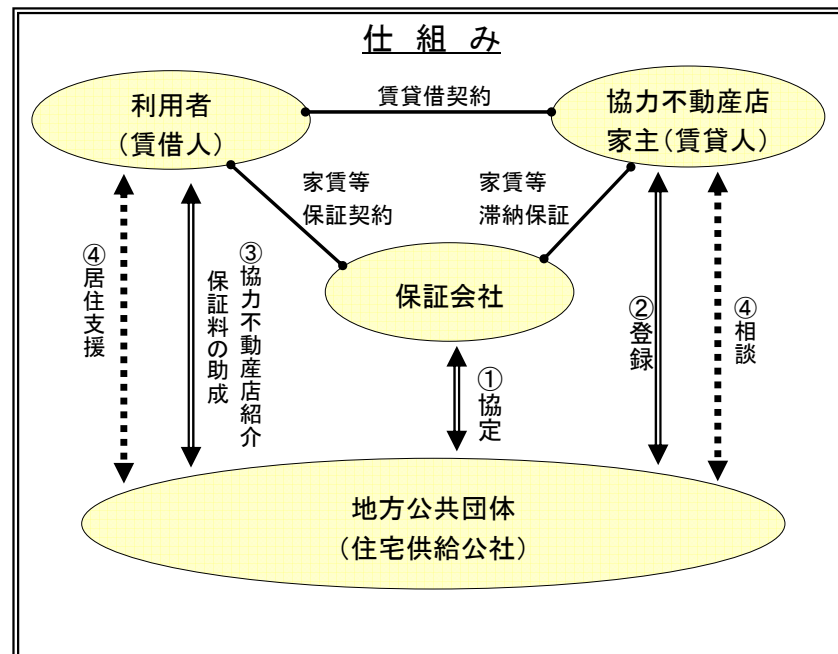 仕 組 み
利用者
(賃借人)
賃貸借契約
協力不動産店
家主(賃貸人)
家賃等
保証契約
家賃等
滞納保証
保証会社
④居住支援
③協力不動産店紹介
保証料の助成
①協定
②登録
④相談
地方公共団体
(住宅供給公社)